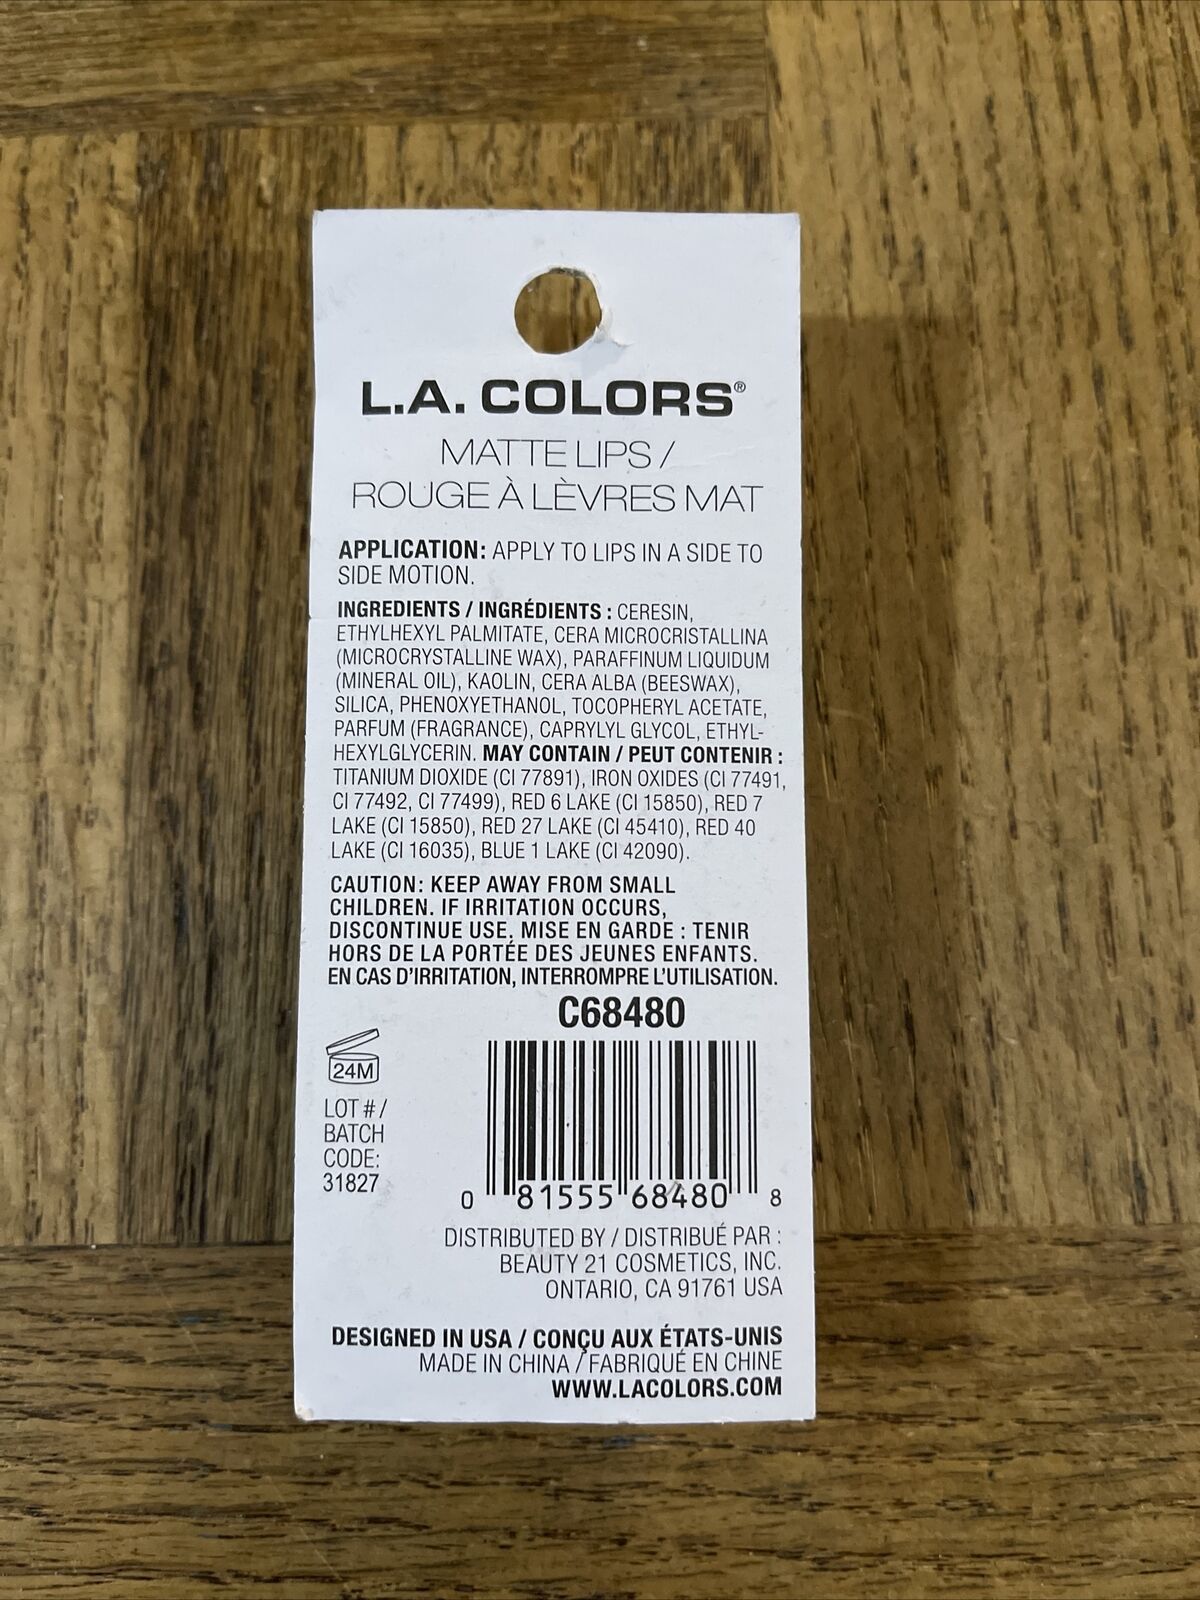 L.A. COLORS®
MATTE LIPS /
ROUGE À LÈVRES MAT
APPLICATION: APPLY TO LIPS IN A SIDE TO
SIDE MOTION.
INGREDIENTS / INGRÉDIENTS : CERESIN,
ETHYLHEXYL PALMITATE, CERA MICROCRISTALLINA
(MICROCRYSTALLINE WAX), PARAFFINUM LIQUIDUM
(MINERAL OIL), KAOLIN, CERA ALBA (BEESWAX),
SILICA, PHENOXYETHANOL, TOCOPHERYL ACETATE,
PARFUM (FRAGRANCE), CAPRYLYL GLYCOL, ETHYL-
HEXYLGLYCERIN. MAY CONTAIN / PEUT CONTENIR :
TITANIUM DIOXIDE (CI 77891), IRON OXIDES (CI 77491,
CI 77492, CI 77499), RED 6 LAKE (CI 15850), RED 7
LAKE (CI 15850), RED 27 LAKE (CI 45410), RED 40
LAKE (CI 16035), BLUE 1 LAKE (CI 42090).
CAUTION: KEEP AWAY FROM SMALL
CHILDREN. IF IRRITATION OCCURS,
DISCONTINUE USE. MISE EN GARDE : TENIR
HORS DE LA PORTÉE DES JEUNES ENFANTS.
EN CAS D'IRRITATION, INTERROMPRE L'UTILISATION.
C68480
24M
LOT # /
BATCH
CODE:
31827
0 81555 68480 8
DISTRIBUTED BY / DISTRIBUÉ PAR :
BEAUTY 21 COSMETICS, INC.
ONTARIO, CA 91761 USA
DESIGNED IN USA / CONÇU AUX ÉTATS-UNIS
MADE IN CHINA / FABRIQUÉ EN CHINE
WWW.LACOLORS.COM